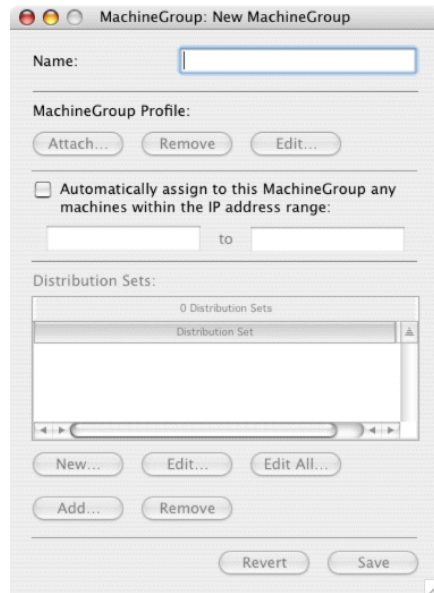 MachineGroup: New MachineGroup
Name:
MachineGroup Profile:
Attach... Remove Edit...
Automatically assign to this MachineGroup any
machines within the IP address range:
to
Distribution Sets:
0 Distribution Sets
Distribution Set
New... Edit... Edit All...
Add... Remove
Revert Save